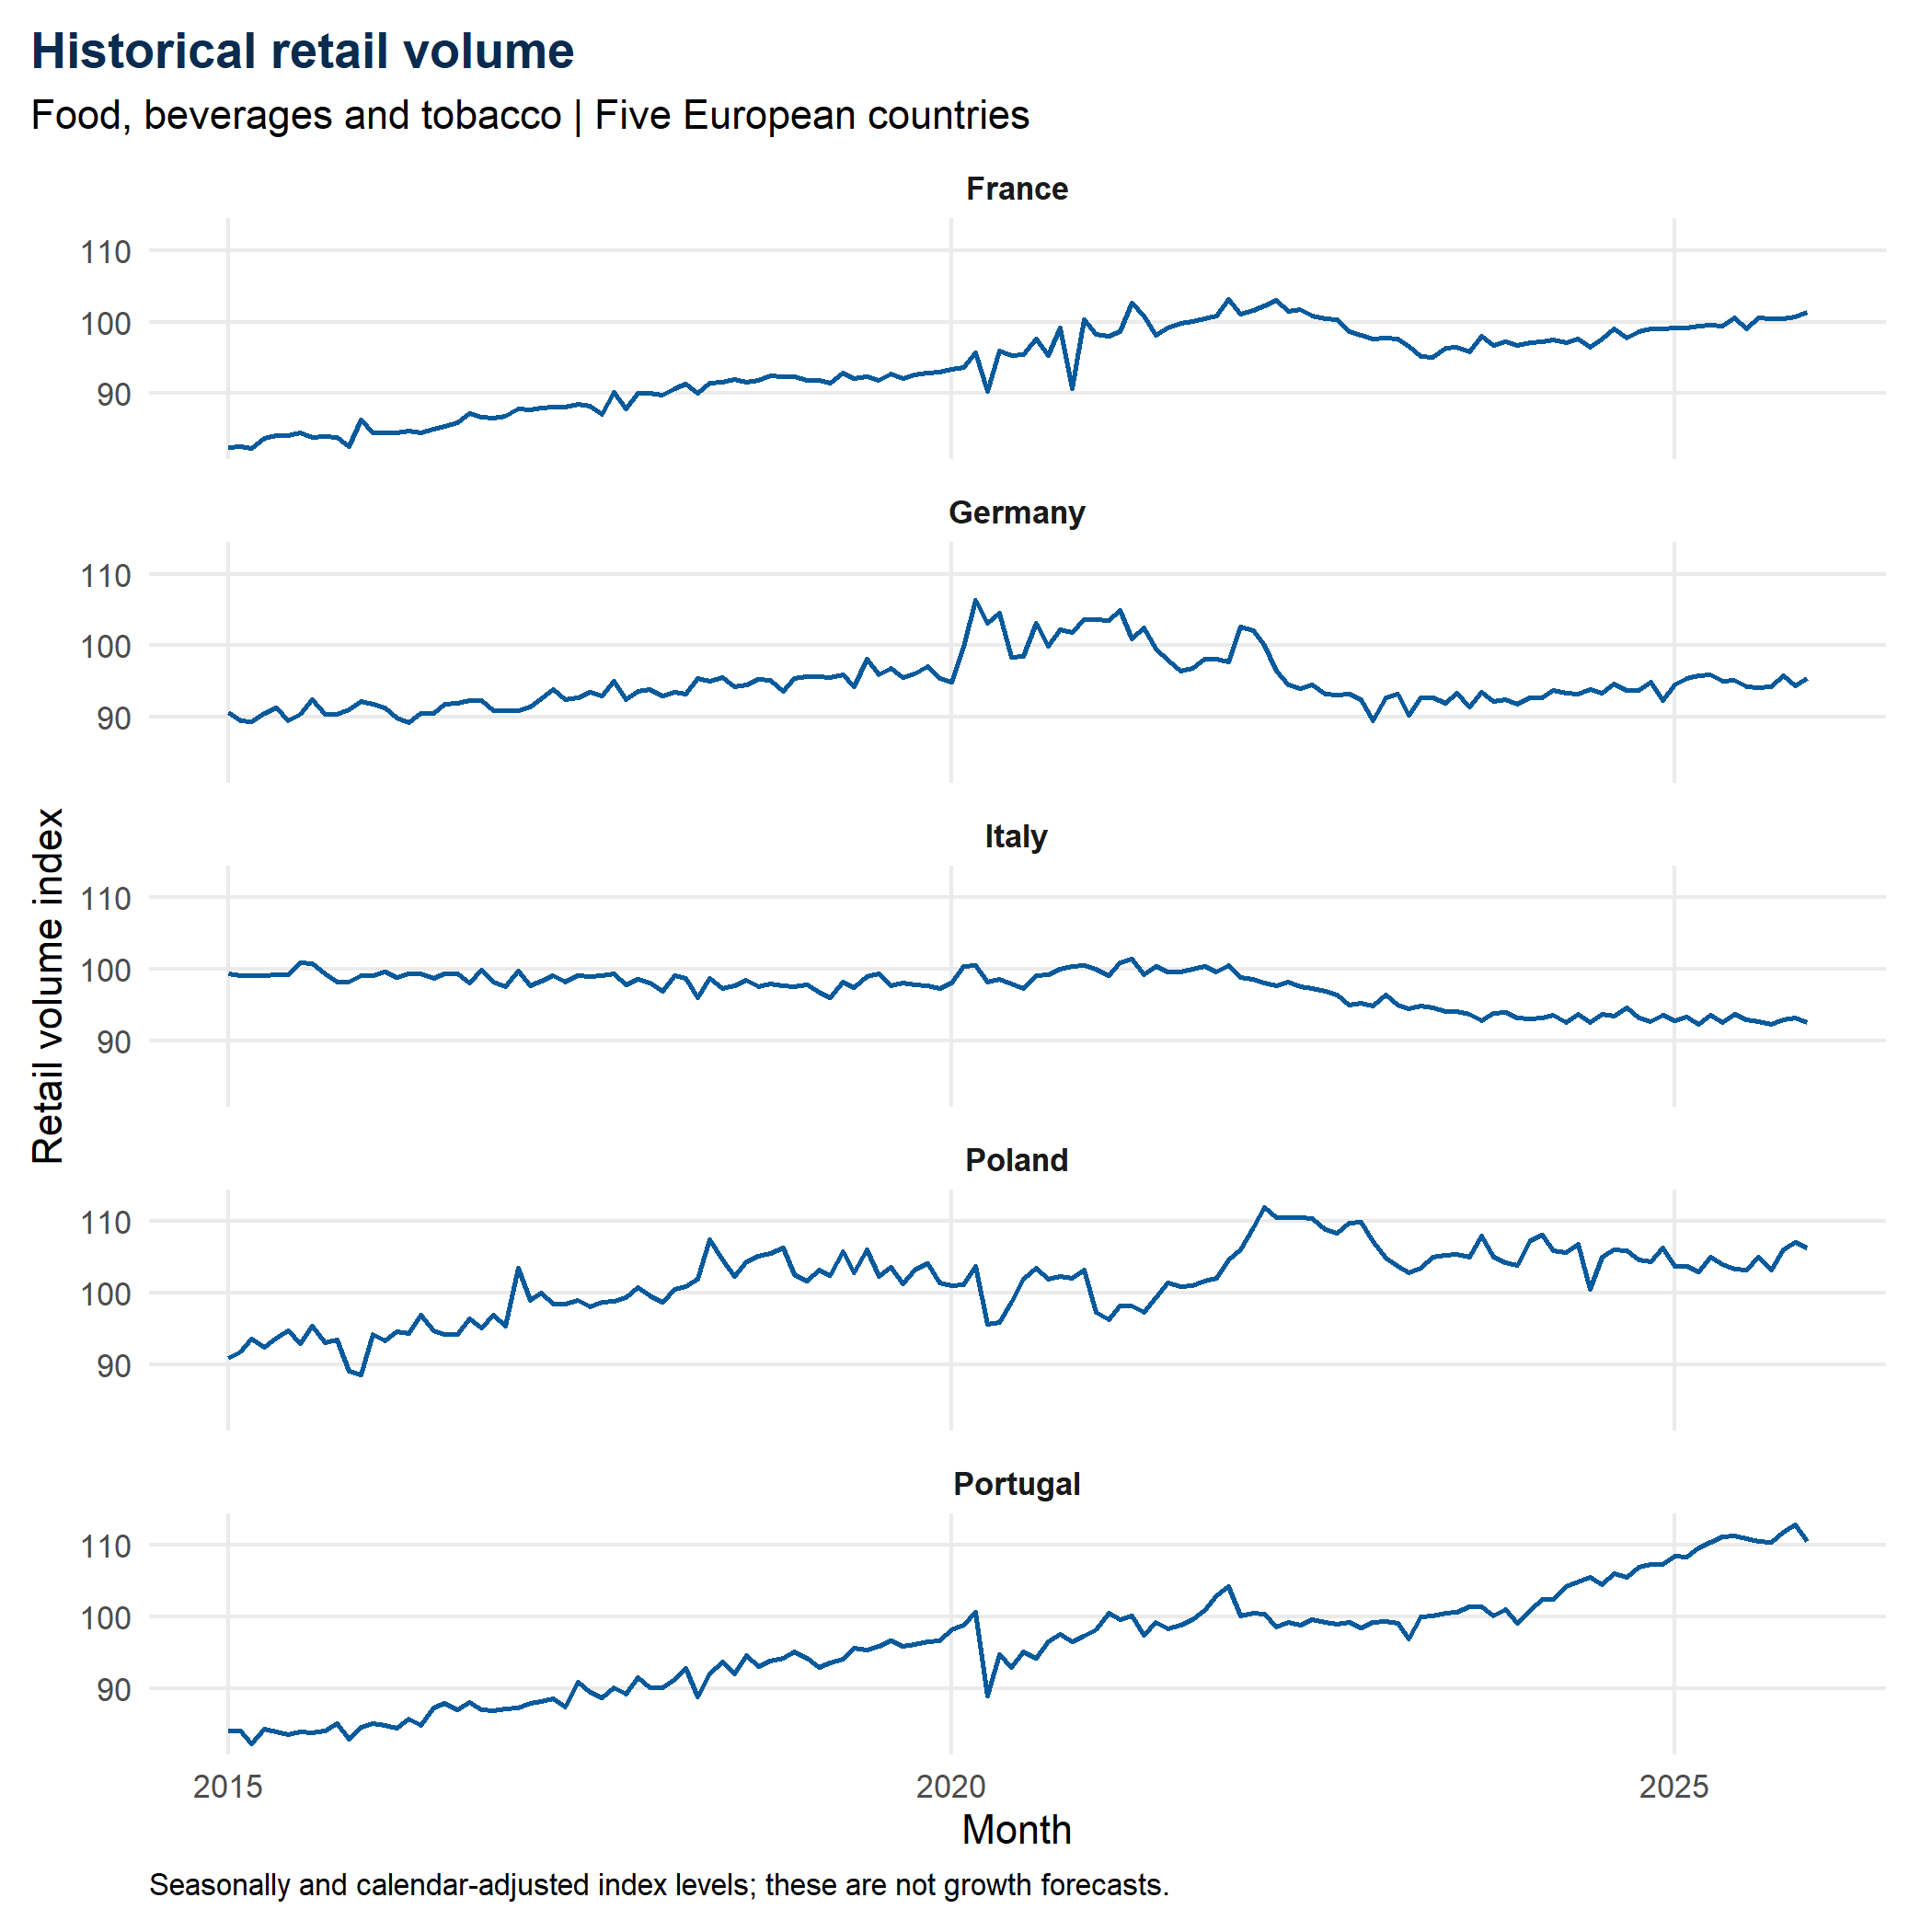 Historical retail volume
Food, beverages and tobacco | Five European countries
France
110
100
90
Germany
110
100
90
Italy
110
100
90
Retail volume index
Poland
110
100
90
Portugal
110
100
90
2015 2020 2025
Month
Seasonally and calendar-adjusted index levels; these are not growth forecasts.